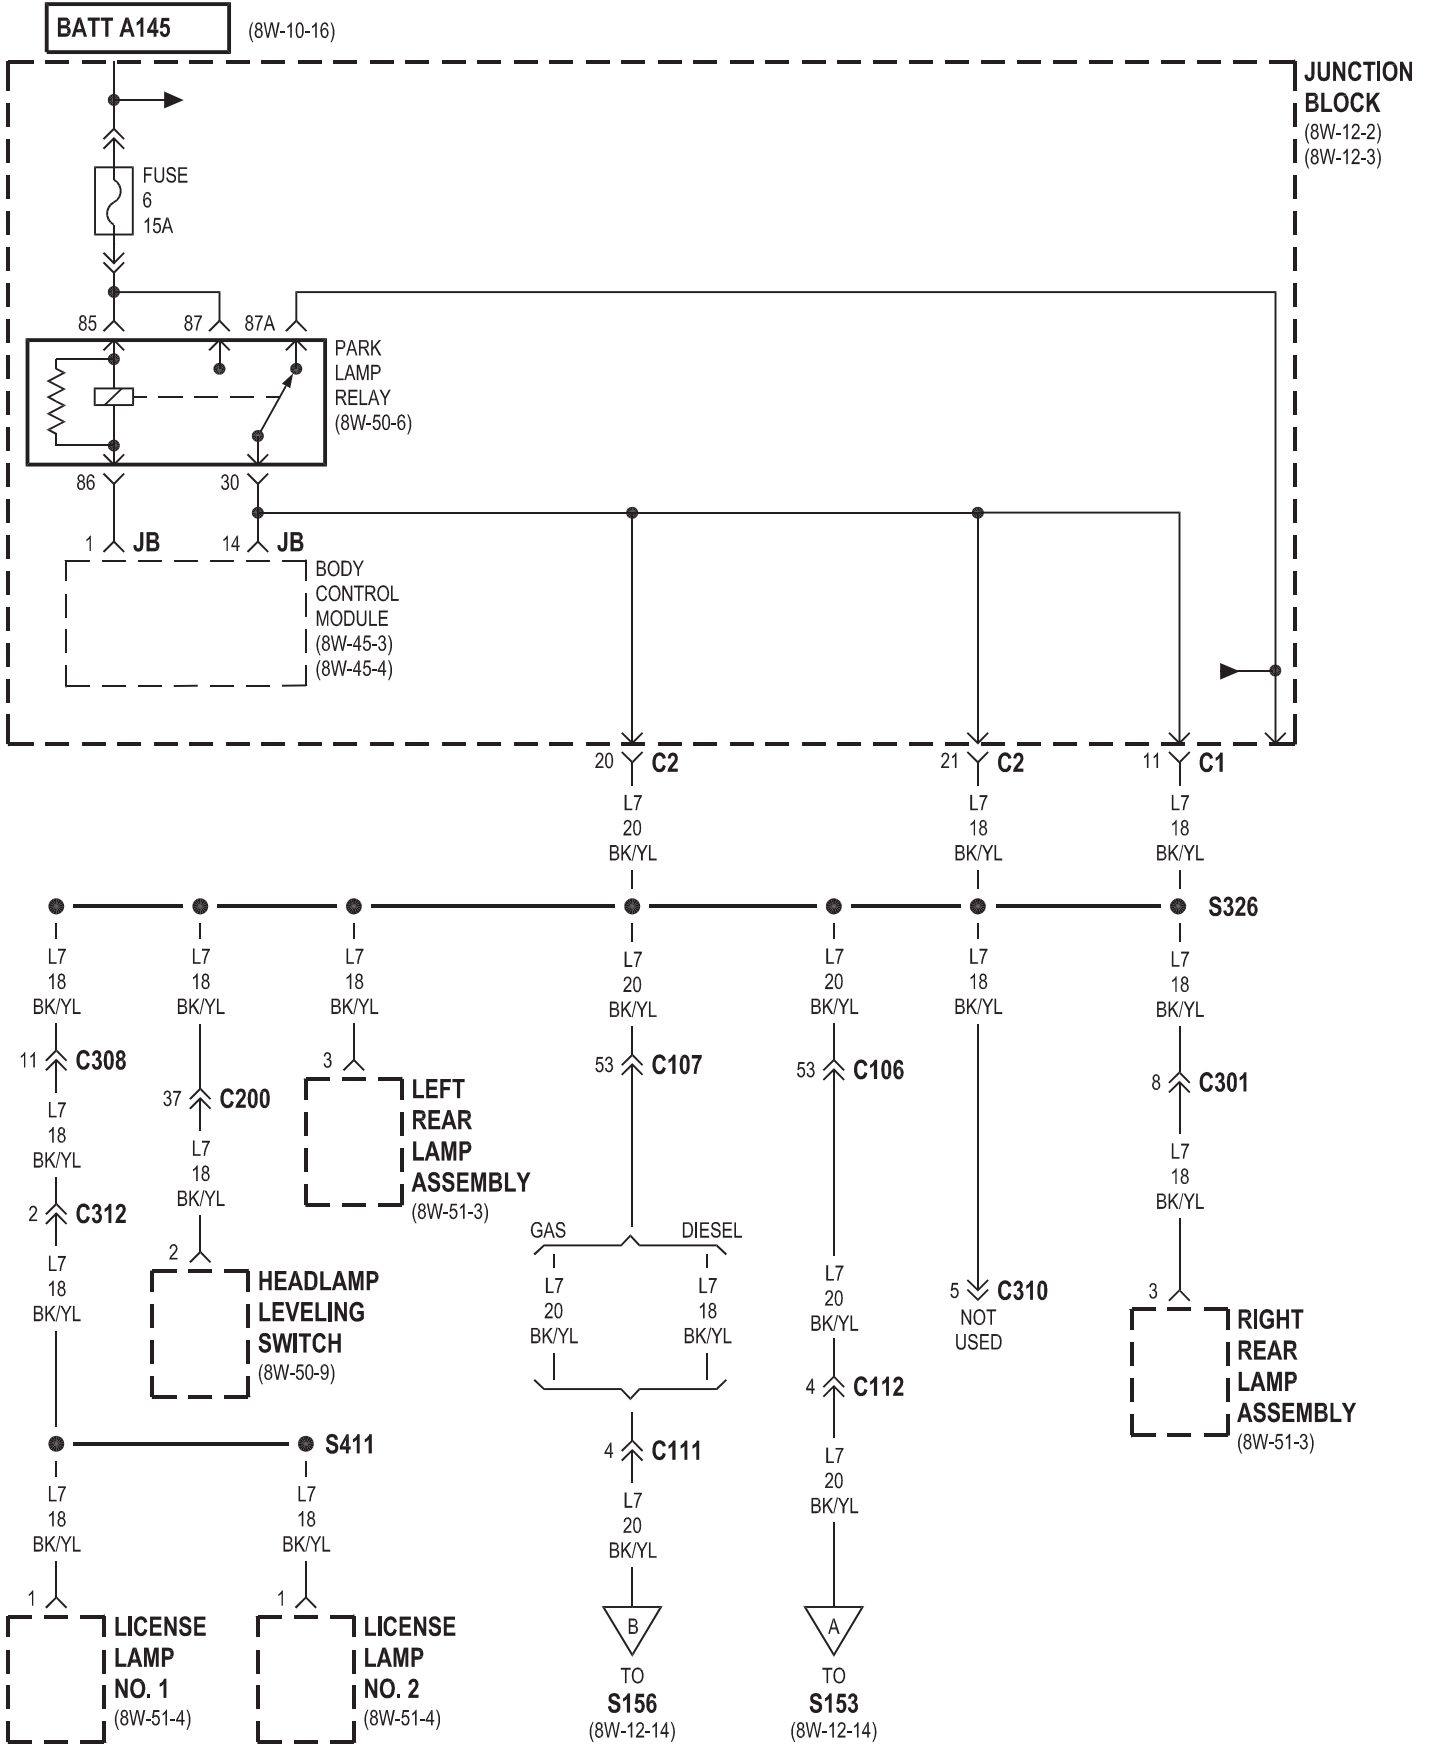 BATT A145
(8W-10-16)
JUNCTION
BLOCK
(8W-12-2)
(8W-12-3)
FUSE
6
15A
85
87
87A
PARK
LAMP
RELAY
(8W-50-6)
86
30
1
JB
14
JB
BODY
CONTROL
MODULE
(8W-45-3)
(8W-45-4)
20
C2
21
C2
11
C1
L7
20
BK/YL
L7
18
BK/YL
L7
18
BK/YL
S326
L7
18
BK/YL
L7
18
BK/YL
L7
18
BK/YL
L7
20
BK/YL
L7
20
BK/YL
L7
18
BK/YL
L7
18
BK/YL
11
C308
37
C200
3
LEFT
REAR
LAMP
ASSEMBLY
(8W-51-3)
53
C107
53
C106
8
C301
L7
18
BK/YL
L7
18
BK/YL
L7
18
BK/YL
2
C312
2
HEADLAMP
LEVELING
SWITCH
(8W-50-9)
GAS
DIESEL
L7
18
BK/YL
L7
20
BK/YL
L7
18
BK/YL
L7
20
BK/YL
5
C310
NOT
USED
3
RIGHT
REAR
LAMP
ASSEMBLY
(8W-51-3)
4
C112
S411
4
C111
L7
18
BK/YL
L7
18
BK/YL
L7
20
BK/YL
L7
20
BK/YL
1
LICENSE
LAMP
NO. 1
(8W-51-4)
1
LICENSE
LAMP
NO. 2
(8W-51-4)
B
TO
S156
(8W-12-14)
A
TO
S153
(8W-12-14)